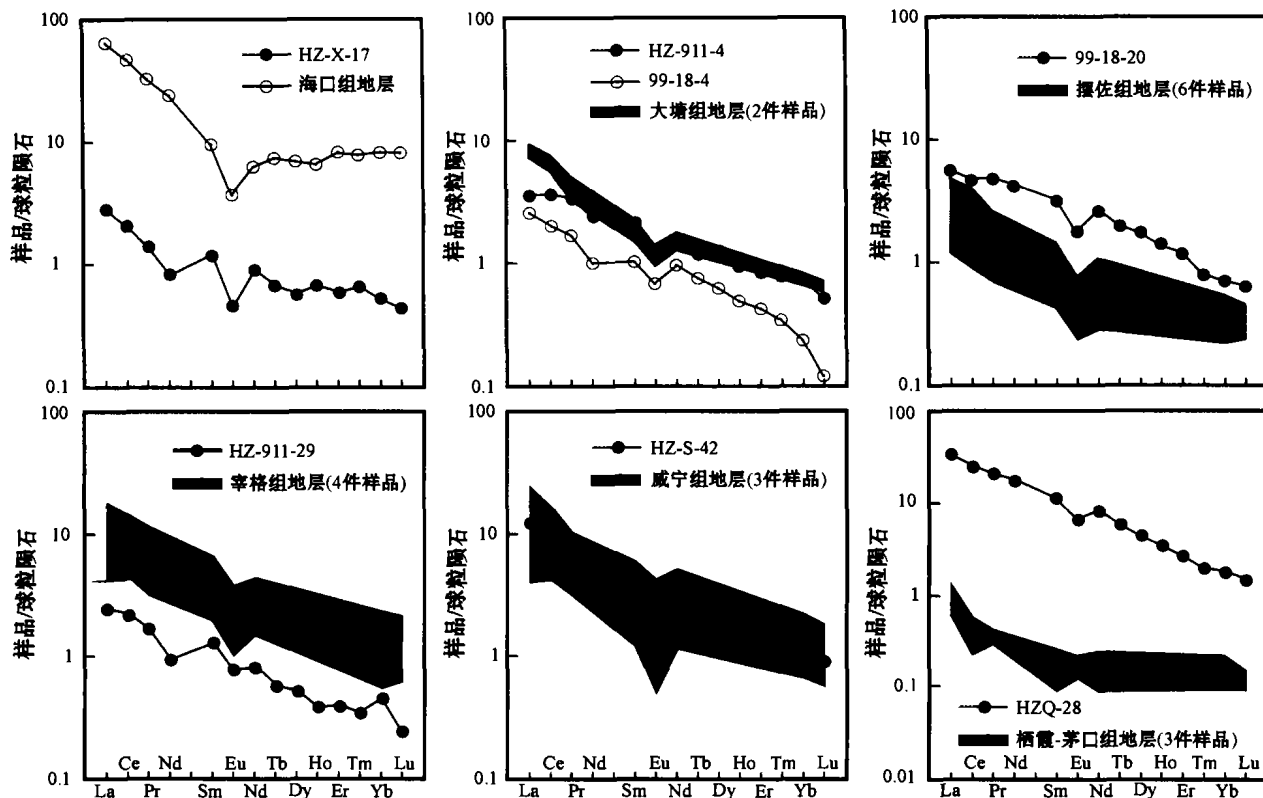 100
10
1
0.1
样品/球粒陨石
HZ-X-17
海口组地层
100
10
1
0.1
样品/球粒陨石
HZ-911-4
99-18-4
大塘组地层(2件样品)
100
10
1
0.1
样品/球粒陨石
99-18-20
摆佐组地层(6件样品)
100
10
1
0.1
样品/球粒陨石
HZ-911-29
宰格组地层(4件样品)
Ce Nd Eu Tb Ho Tm Lu
La Pr Sm Nd Dy Er Yb
100
10
1
0.1
样品/球粒陨石
HZ-S-42
威宁组地层(3件样品)
Ce Nd Eu Tb Ho Tm Lu
La Pr Sm Nd Dy Er Yb
100
10
1
0.1
0.01
样品/球粒陨石
HZQ-28
栖霞-茅口组地层(3件样品)
Ce Nd Eu Tb Ho Tm Lu
La Pr Sm Nd Dy Er Yb